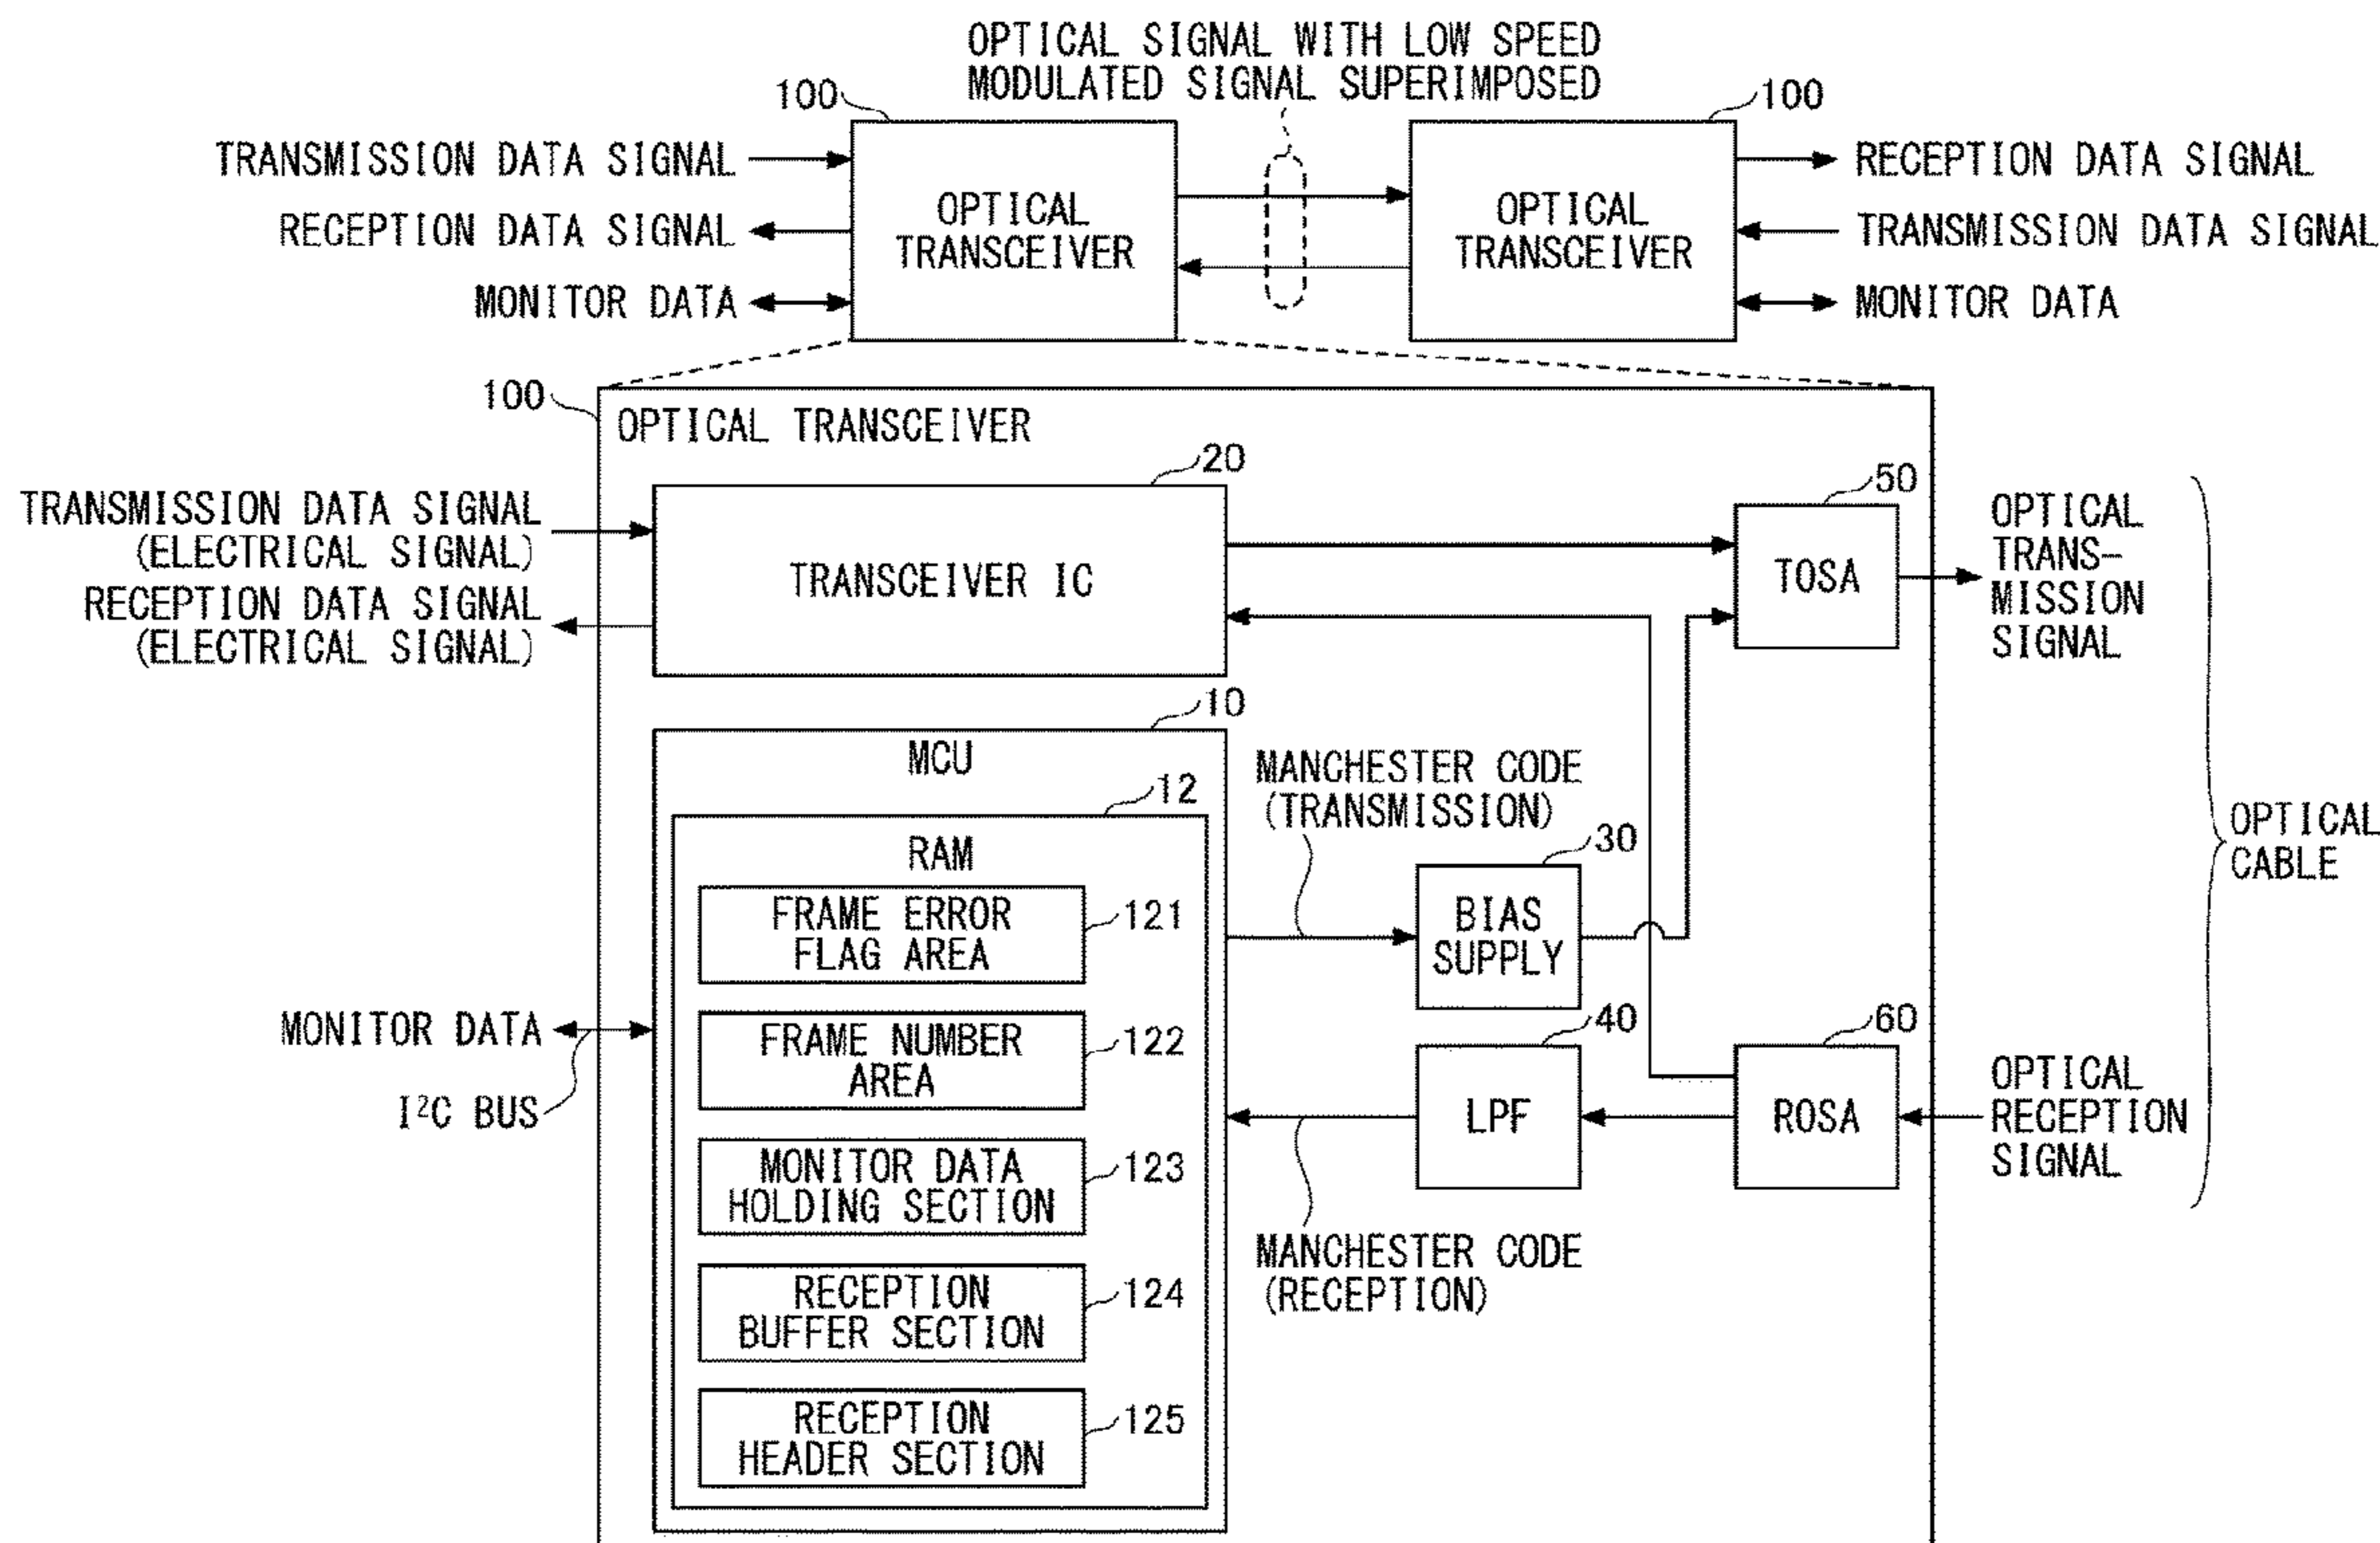 OPTICAL SIGNAL WITH LOW SPEED
MODULATED SIGNAL SUPERIMPOSED
100
100
TRANSMISSION DATA SIGNAL
RECEPTION DATA SIGNAL
MONITOR DATA
OPTICAL
TRANSCEIVER
OPTICAL
TRANSCEIVER
RECEPTION DATA SIGNAL
TRANSMISSION DATA SIGNAL
MONITOR DATA
100
OPTICAL TRANSCEIVER
20
TRANSMISSION DATA SIGNAL
(ELECTRICAL SIGNAL)
RECEPTION DATA SIGNAL
(ELECTRICAL SIGNAL)
TRANSCEIVER IC
50
TOSA
OPTICAL
TRANS-
MISSION
SIGNAL
10
MCU
12
RAM
FRAME ERROR
FLAG AREA
121
FRAME NUMBER
AREA
122
MONITOR DATA
HOLDING SECTION
123
RECEPTION
BUFFER SECTION
124
RECEPTION
HEADER SECTION
125
MONITOR DATA
I²C BUS
MANCHESTER CODE
(TRANSMISSION)
30
BIAS
SUPPLY
40
LPF
60
ROSA
MANCHESTER CODE
(RECEPTION)
OPTICAL
RECEPTION
SIGNAL
OPTICAL
CABLE